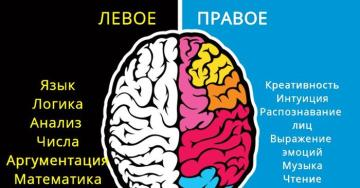 ЛЕВОЕ
ПРАВОЕ
Язык
Логика
Анализ
Числа
Аргументация
Математика
Креативность
Интуиция
Распознавание
лиц
Выражение
эмоций
Музыка
Чтение